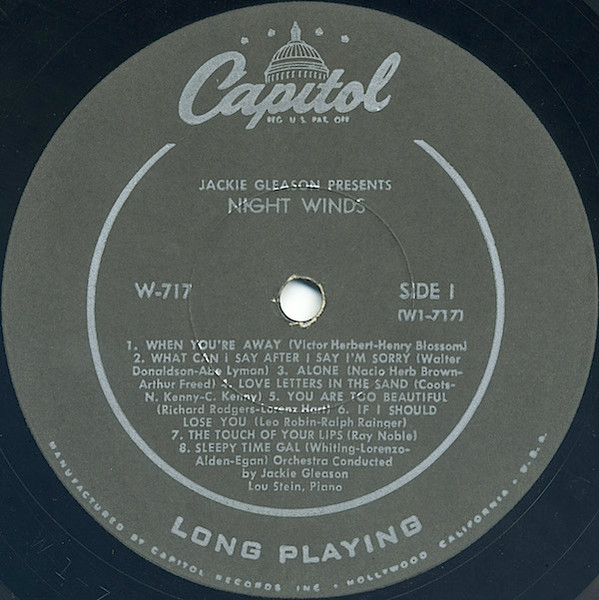 Capitol
REG. U.S. PAT. OFF.
JACKIE GLEASON PRESENTS
NIGHT WINDS
W-717
SIDE 1
(W1-717)
1. WHEN YOU'RE AWAY (Victor Herbert-Henry Blossom)
2. WHAT CAN I SAY AFTER I SAY I'M SORRY (Walter
Donaldson-Abe Lyman) 3. ALONE (Nacio Herb Brown-
Arthur Freed) 4. LOVE LETTERS IN THE SAND (Coots-
N. Kenny-C. Kenny) 5. YOU ARE TOO BEAUTIFUL
(Richard Rodgers-Lorenz Hart) 6. IF I SHOULD
LOSE YOU (Leo Robin-Ralph Rainger)
7. THE TOUCH OF YOUR LIPS (Ray Noble)
8. SLEEPY TIME GAL (Whiting-Lorenzo-
Alden-Egan) Orchestra Conducted
by Jackie Gleason
Lou Stein, Piano
LONG PLAYING
MANUFACTURED BY CAPITOL RECORDS INC • HOLLYWOOD CALIFORNIA • U.S.A.